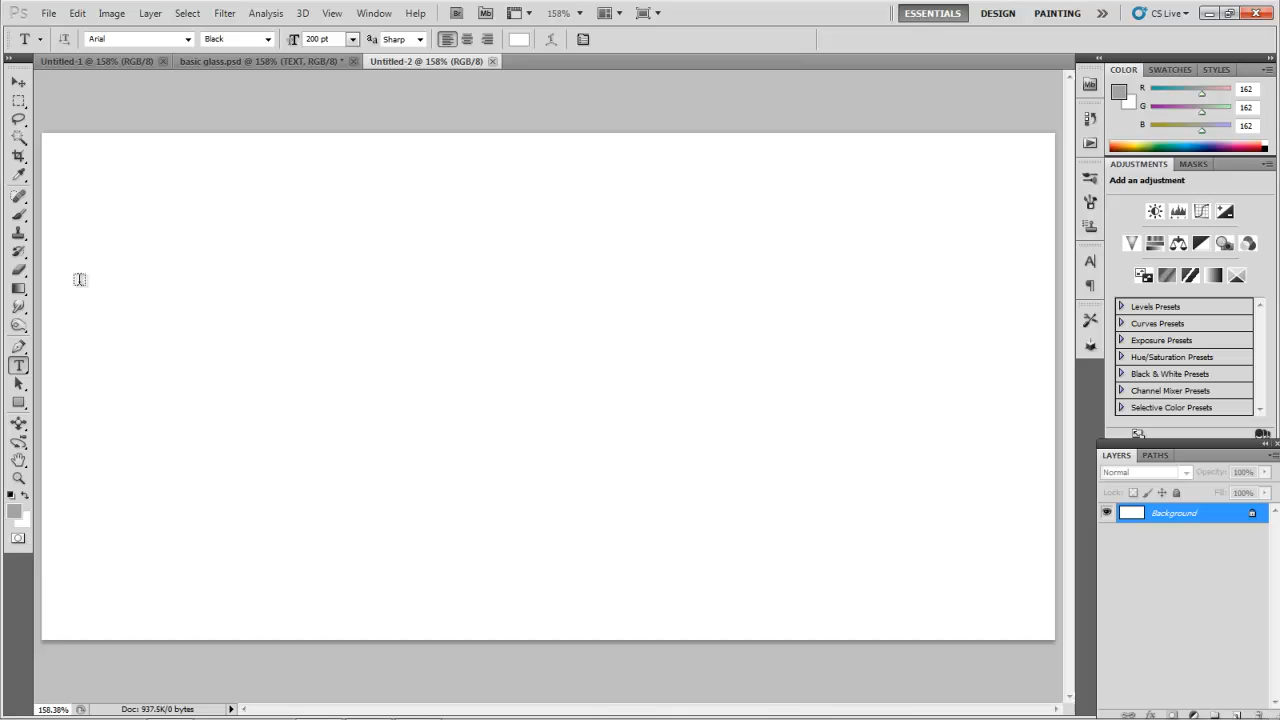 Ps File Edit Image Layer Select Filter Analysis 3D View Window Help Br Mb 158% ESSENTIALS DESIGN PAINTING CS Live
T Arial Black 200 pt aa Sharp
Untitled-1 @ 158% (RGB/8) basic glass.psd @ 158% (TEXT, RGB/8) * Untitled-2 @ 158% (RGB/8)
COLOR SWATCHES STYLES
R 162
G 162
B 162
ADJUSTMENTS MASKS
Add an adjustment
Levels Presets
Curves Presets
Exposure Presets
Hue/Saturation Presets
Black & White Presets
Channel Mixer Presets
Selective Color Presets
LAYERS PATHS
Normal Opacity: 100%
Lock: Fill: 100%
Background
158.38% Doc: 937.5K/0 bytes